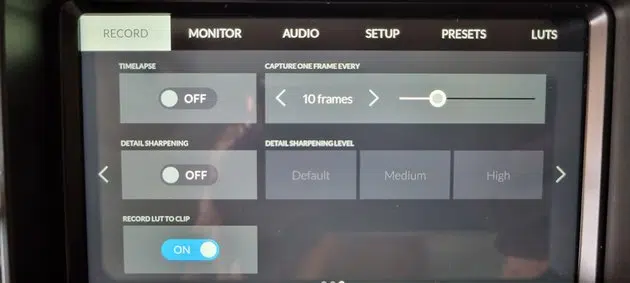 RECORD MONITOR AUDIO SETUP PRESETS LUTS
TIMELAPSE CAPTURE ONE FRAME EVERY
OFF 10 frames
DETAIL SHARPENING DETAIL SHARPENING LEVEL
OFF Default Medium High
RECORD LUT TO CLIP
ON